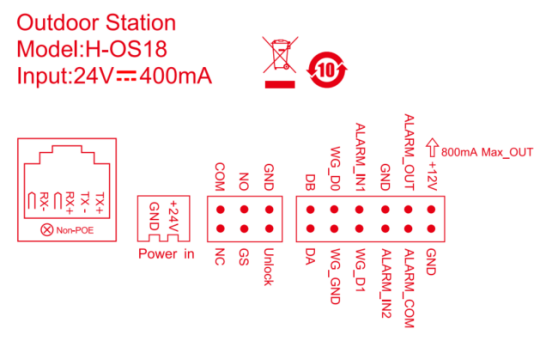 Outdoor Station
Model:H-OS18
Input:24V⎓400mA
10
ALARM_OUT
800mA Max_OUT
COM
NO
GND
DB
WG_D0
ALARM_IN1
GND
+12V
RX-
RX+
TX-
TX+
Non-POE
GND
+24V
Power in
NC
GS
Unlock
DA
WG_GND
WG_D1
ALARM_IN2
ALARM_COM
GND